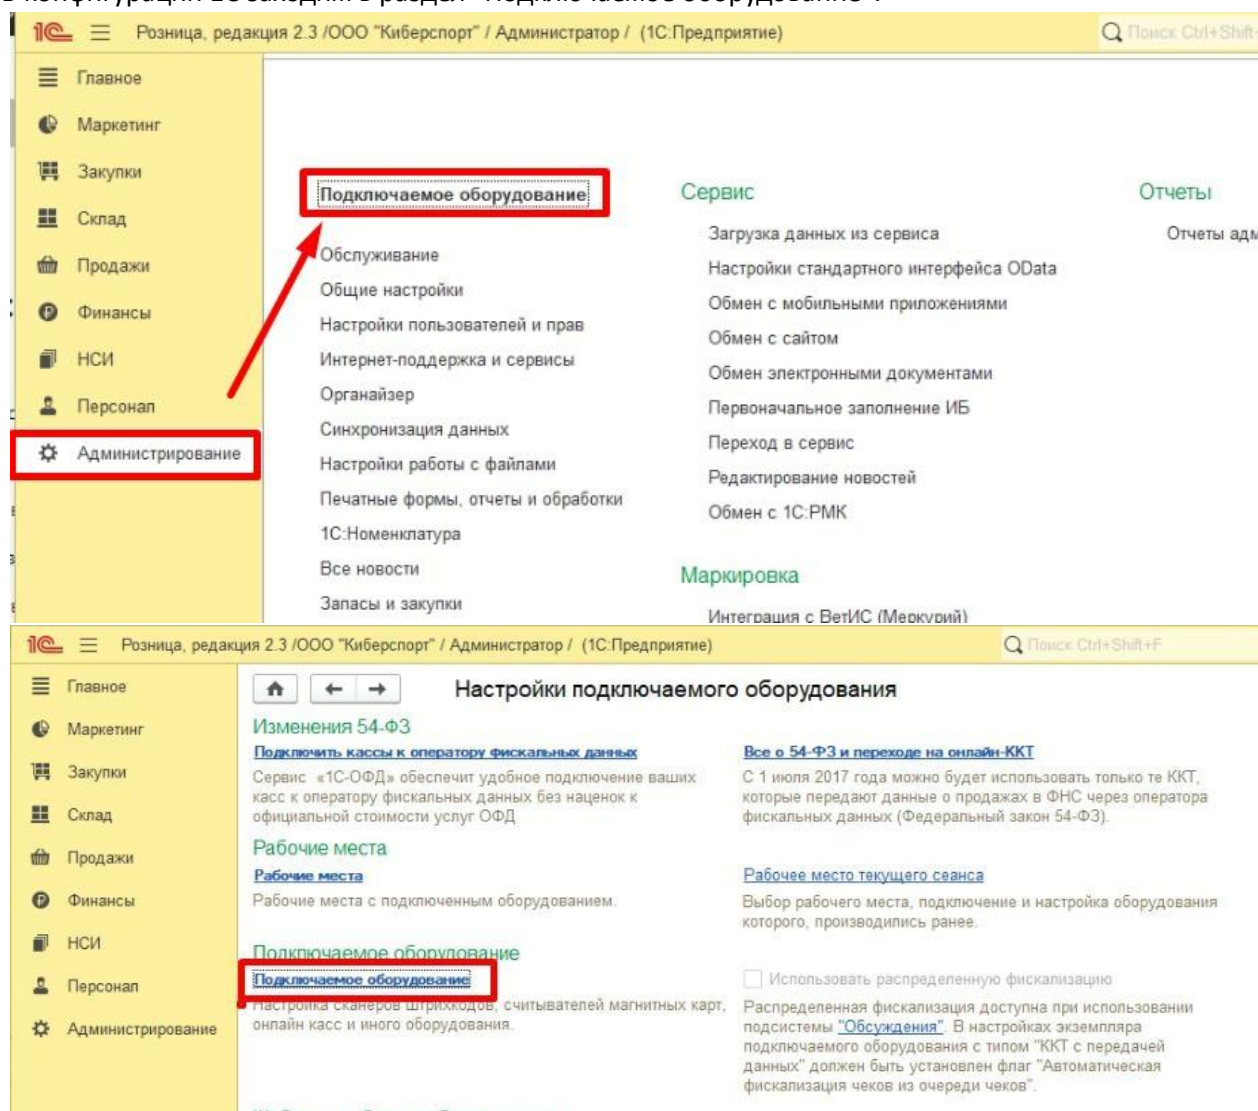 В конфигурации 1С заходим в раздел "Подключаемое оборудование".
1С Розница, редакция 2.3 /ООО "Киберспорт" / Администратор / (1С:Предприятие) Поиск Ctrl+Shift+
Главное
Маркетинг
Закупки
Склад
Продажи
Финансы
НСИ
Персонал
Администрирование
Подключаемое оборудование
Обслуживание
Общие настройки
Настройки пользователей и прав
Интернет-поддержка и сервисы
Органайзер
Синхронизация данных
Настройки работы с файлами
Печатные формы, отчеты и обработки
1С:Номенклатура
Все новости
Запасы и закупки
Сервис
Загрузка данных из сервиса
Настройки стандартного интерфейса OData
Обмен с мобильными приложениями
Обмен с сайтом
Обмен электронными документами
Первоначальное заполнение ИБ
Переход в сервис
Редактирование новостей
Обмен с 1С:РМК
Маркировка
Интеграция с ВетИС (Меркурий)
Отчеты
Отчеты адм
1С Розница, редакция 2.3 /ООО "Киберспорт" / Администратор / (1С:Предприятие) Поиск Ctrl+Shift+F
Главное
Маркетинг
Закупки
Склад
Продажи
Финансы
НСИ
Персонал
Администрирование
Настройки подключаемого оборудования
Изменения 54-ФЗ
Подключить кассы к оператору фискальных данных
Сервис «1С-ОФД» обеспечит удобное подключение ваших
касс к оператору фискальных данных без наценок к
официальной стоимости услуг ОФД
Все о 54-ФЗ и переходе на онлайн-ККТ
С 1 июля 2017 года можно будет использовать только те ККТ,
которые передают данные о продажах в ФНС через оператора
фискальных данных (Федеральный закон 54-ФЗ).
Рабочие места
Рабочие места
Рабочие места с подключенным оборудованием.
Рабочее место текущего сеанса
Выбор рабочего места, подключение и настройка оборудования
которого, производились ранее.
Подключаемое оборудование
Подключаемое оборудование
Настройка сканеров штрихкодов, считывателей магнитных карт,
онлайн касс и иного оборудования.
Использовать распределенную фискализацию
Распределенная фискализация доступна при использовании
подсистемы "Обсуждения". В настройках экземпляра
подключаемого оборудования с типом "ККТ с передачей
данных" должен быть установлен флаг "Автоматическая
фискализация чеков из очереди чеков".